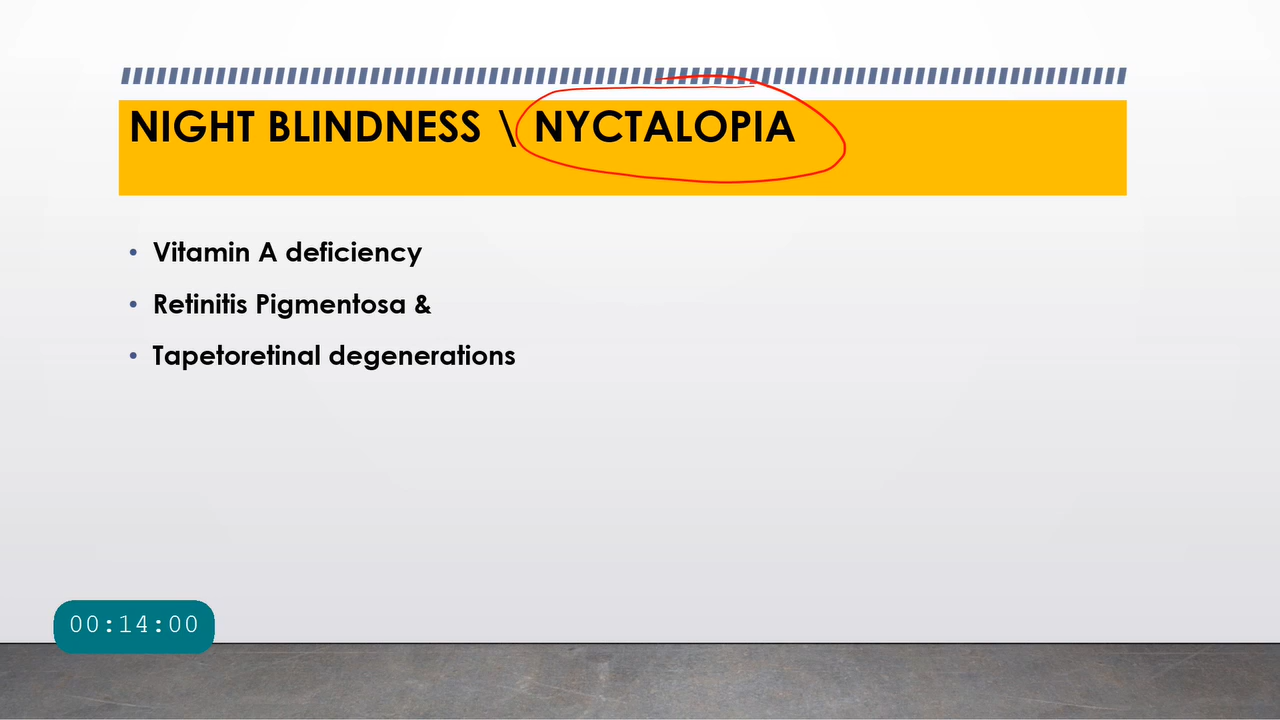 NIGHT BLINDNESS \ NYCTALOPIA
• Vitamin A deficiency
• Retinitis Pigmentosa &
• Tapetoretinal degenerations
00:14:00